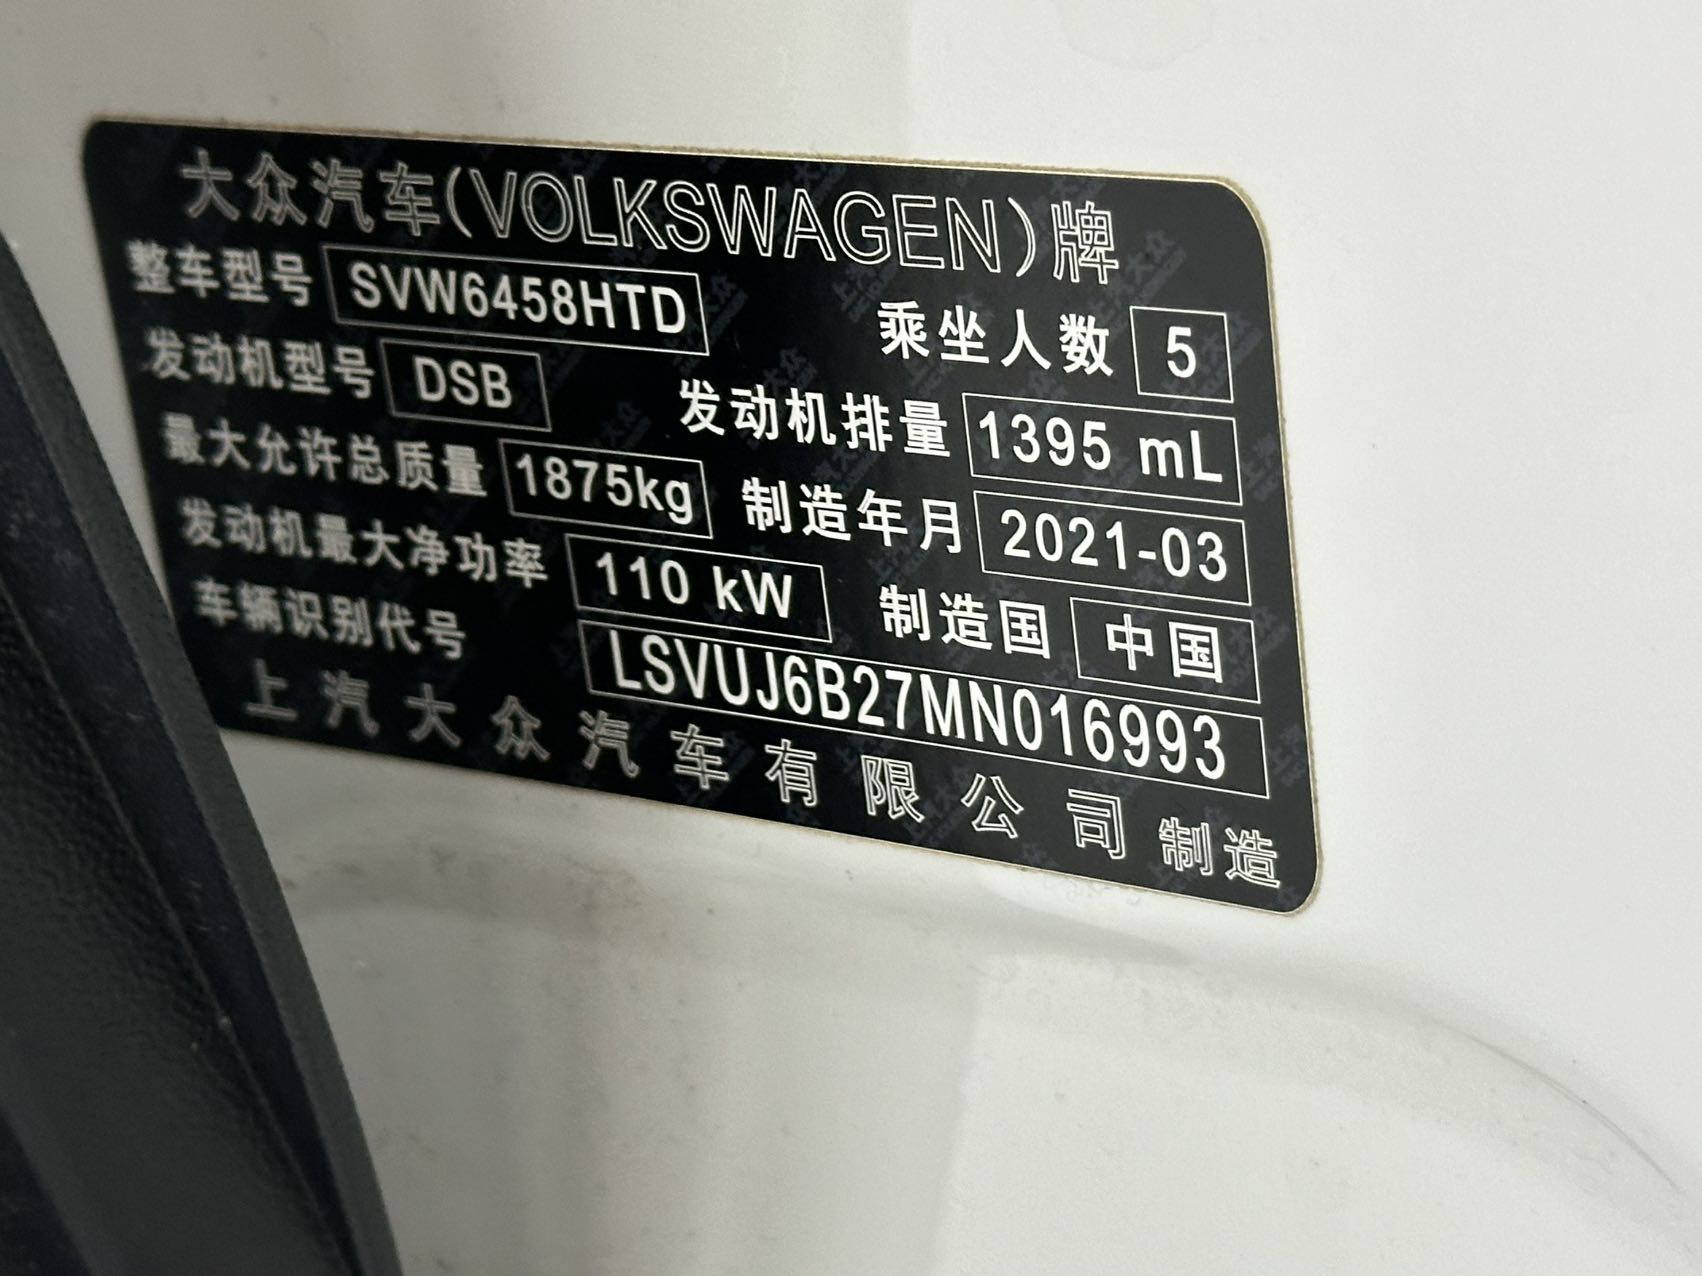 大众汽车(VOLKSWAGEN)牌
整车型号 SVW6458HTD 乘坐人数 5
发动机型号 DSB 发动机排量 1395 mL
最大允许总质量 1875kg 制造年月 2021-03
发动机最大净功率 110 kW 制造国 中国
车辆识别代号 LSVUJ6B27MN016993
上汽大众汽车有限公司 制造